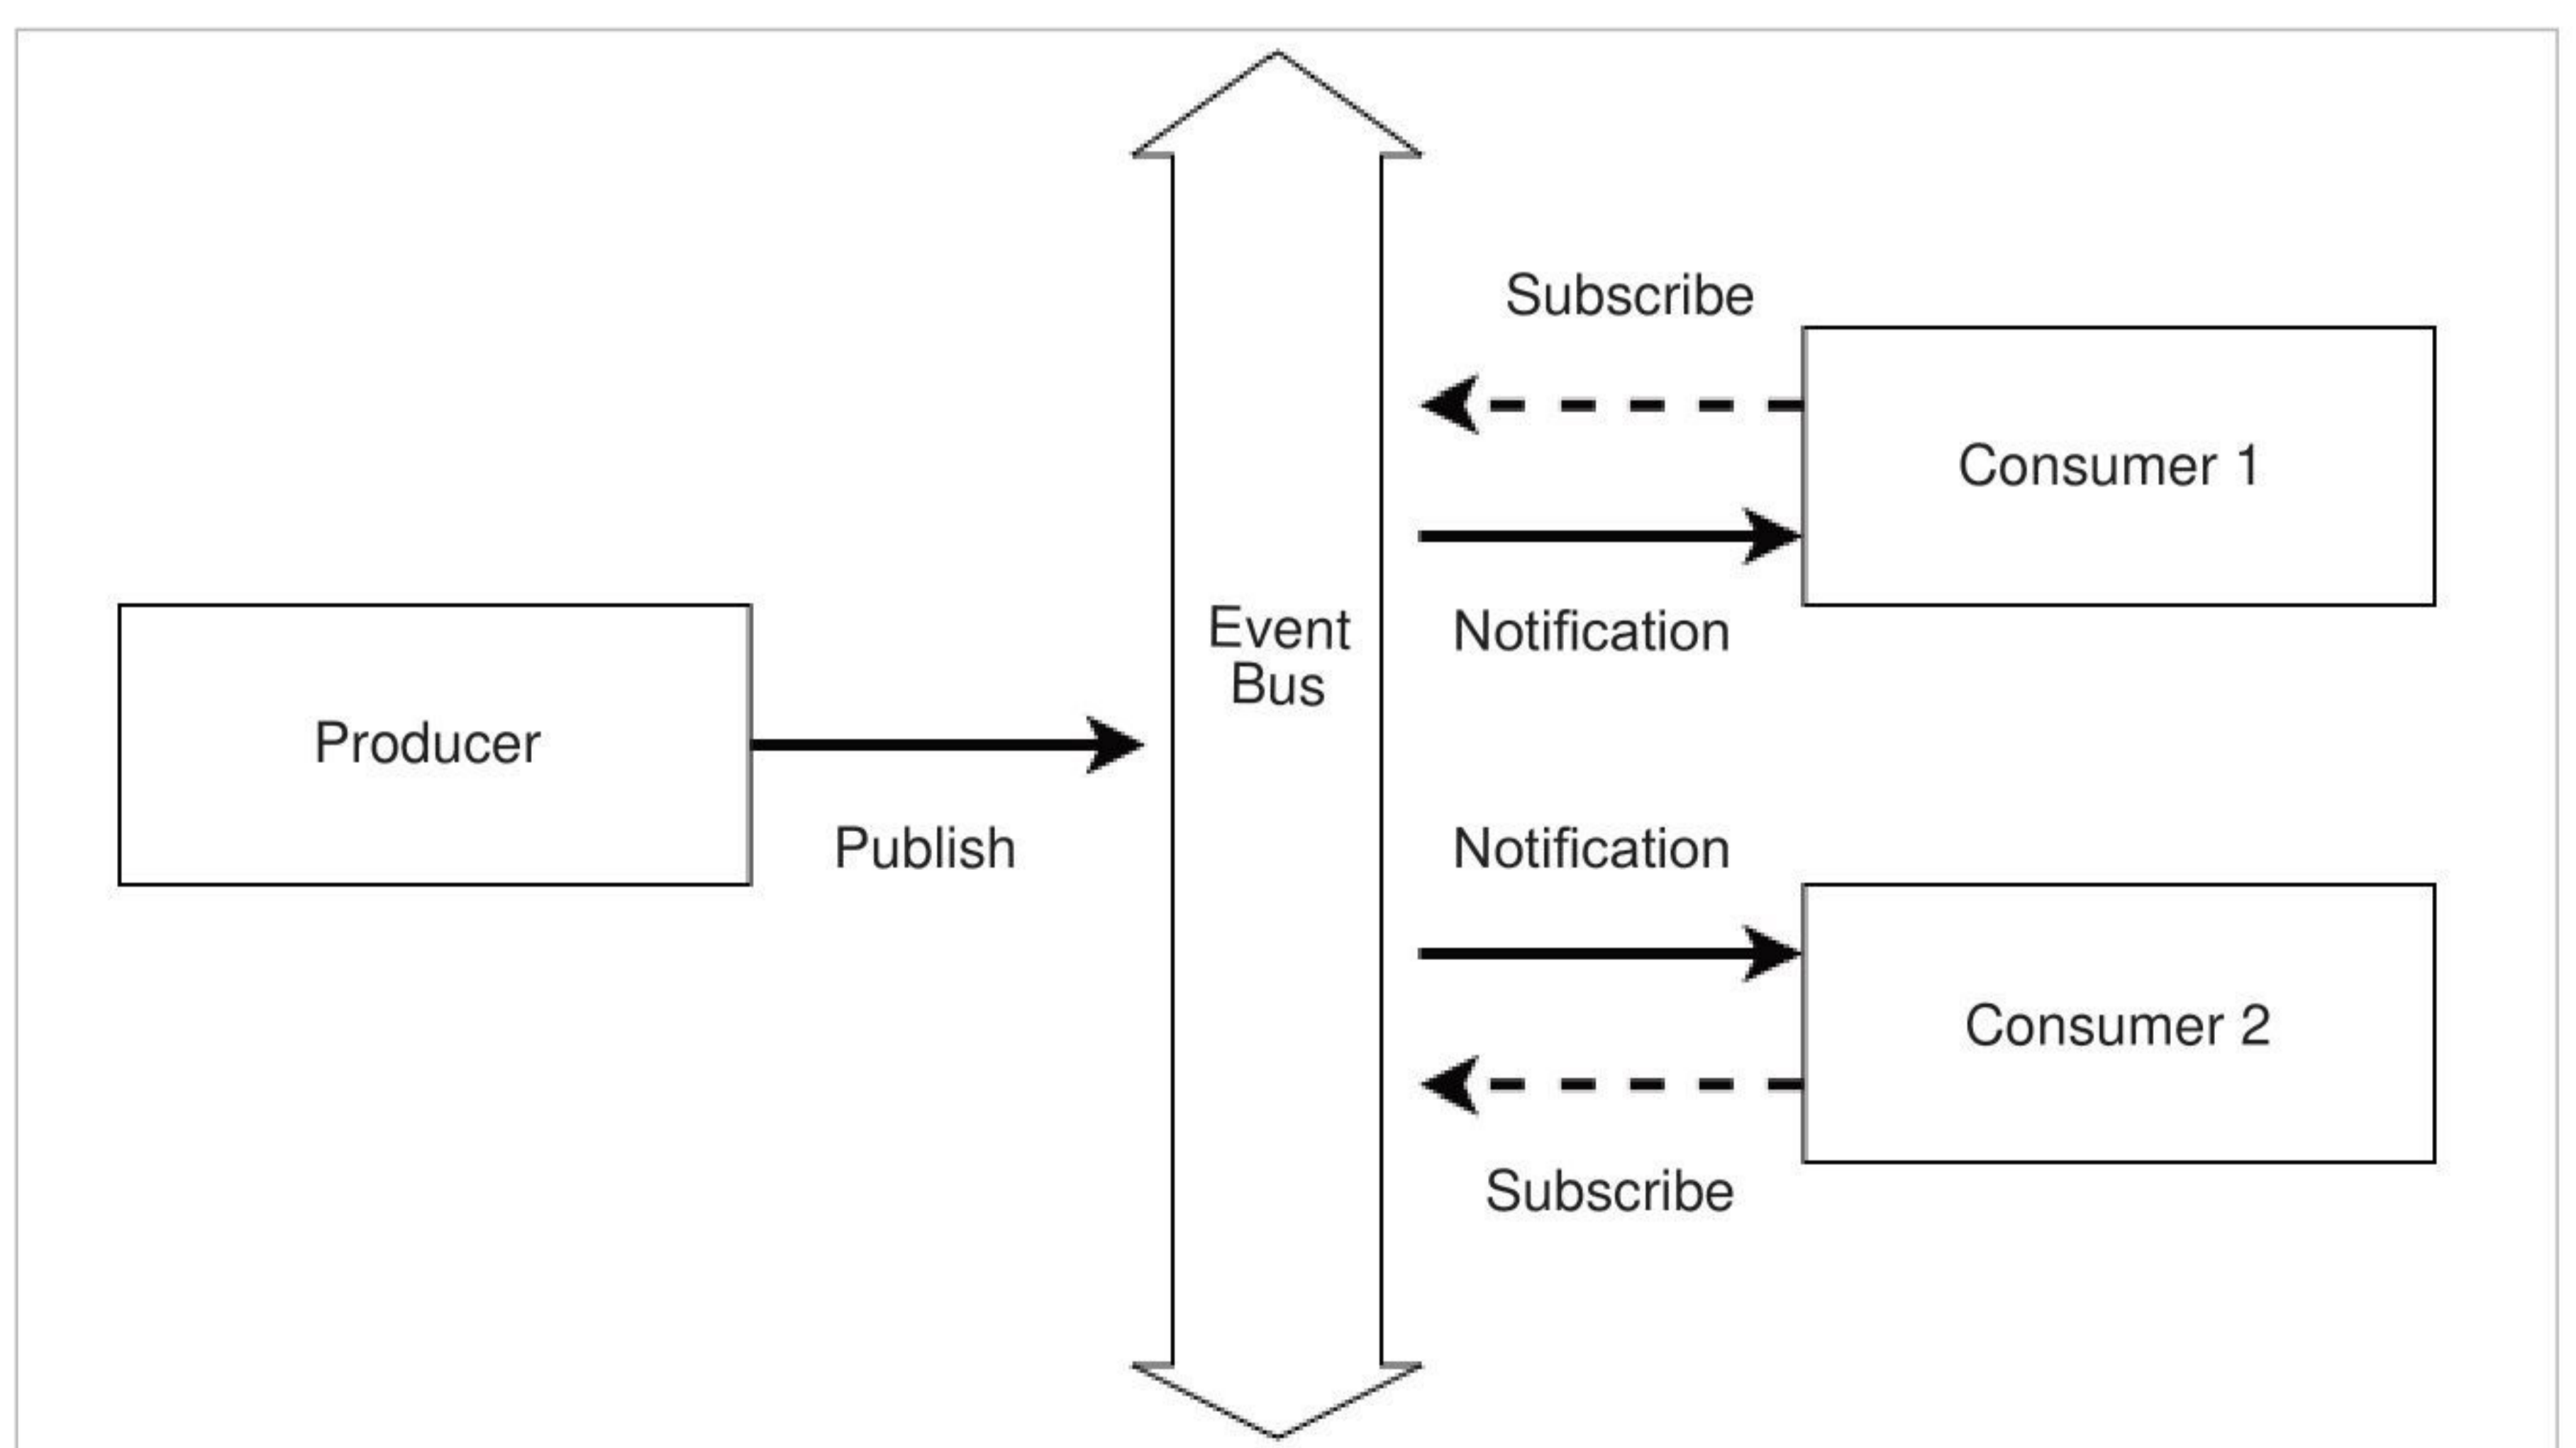 Subscribe
Consumer 1
Event
Bus
Notification
Producer
Publish
Notification
Consumer 2
Subscribe